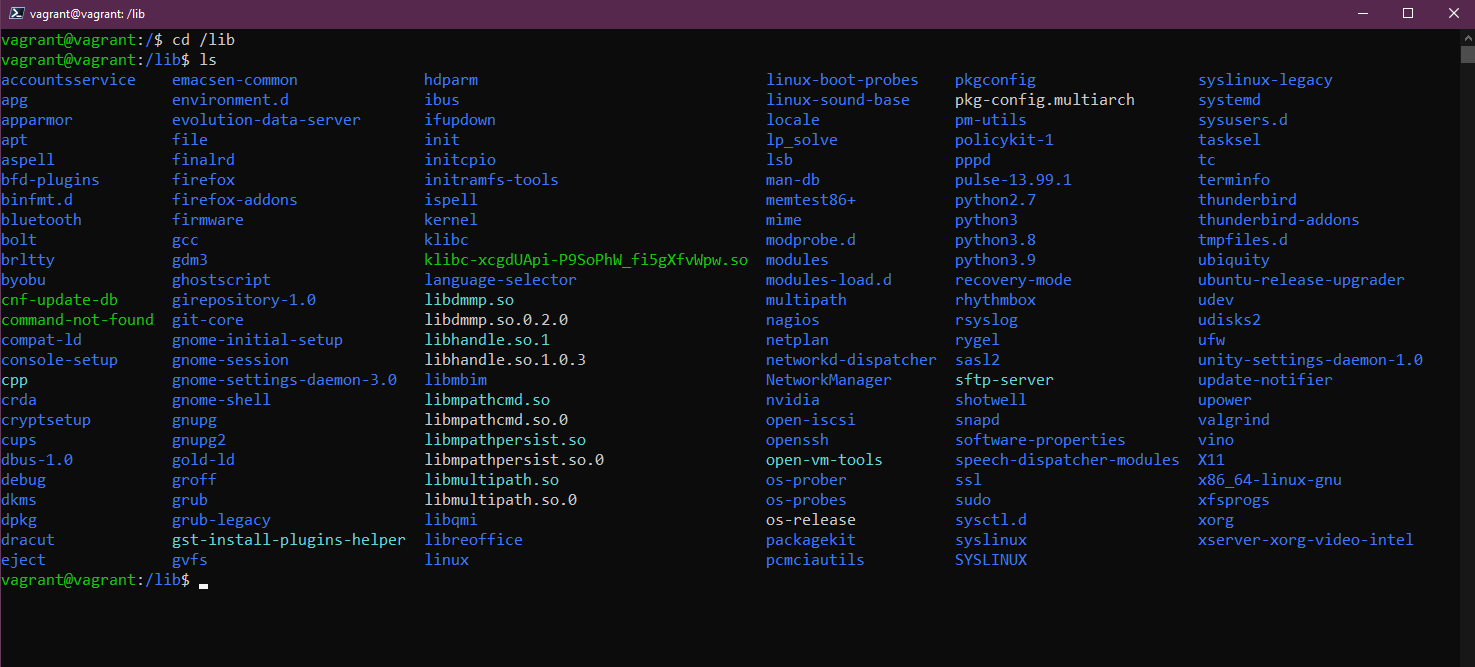 vagrant@vagrant: /lib
vagrant@vagrant:/$ cd /lib
vagrant@vagrant:/lib$ ls
accountsservice emacsen-common hdparm linux-boot-probes pkgconfig syslinux-legacy
apg environment.d ibus linux-sound-base pkg-config.multiarch systemd
apparmor evolution-data-server ifupdown locale pm-utils sysusers.d
apt file init lp_solve policykit-1 tasksel
aspell finalrd initcpio lsb pppd tc
bfd-plugins firefox initramfs-tools man-db pulse-13.99.1 terminfo
binfmt.d firefox-addons ispell memtest86+ python2.7 thunderbird
bluetooth firmware kernel mime python3 thunderbird-addons
bolt gcc klibc modprobe.d python3.8 tmpfiles.d
brltty gdm3 klibc-xcgdUApi-P9SoPhW_fi5gXfvWpw.so modules python3.9 ubiquity
byobu ghostscript language-selector modules-load.d recovery-mode ubuntu-release-upgrader
cnf-update-db girepository-1.0 libdmmp.so multipath rhythmbox udev
command-not-found git-core libdmmp.so.0.2.0 nagios rsyslog udisks2
compat-ld gnome-initial-setup libhandle.so.1 netplan rygel ufw
console-setup gnome-session libhandle.so.1.0.3 networkd-dispatcher sasl2 unity-settings-daemon-1.0
cpp gnome-settings-daemon-3.0 libmbim NetworkManager sftp-server update-notifier
crda gnome-shell libmpathcmd.so nvidia shotwell upower
cryptsetup gnupg libmpathcmd.so.0 open-iscsi snapd valgrind
cups gnupg2 libmpathpersist.so openssh software-properties vino
dbus-1.0 gold-ld libmpathpersist.so.0 open-vm-tools speech-dispatcher-modules X11
debug groff libmultipath.so os-prober ssl x86_64-linux-gnu
dkms grub libmultipath.so.0 os-probes sudo xfsprogs
dpkg grub-legacy libqmi os-release sysctl.d xorg
dracut gst-install-plugins-helper libreoffice packagekit syslinux xserver-xorg-video-intel
eject gvfs linux pcmciautils SYSLINUX
vagrant@vagrant:/lib$